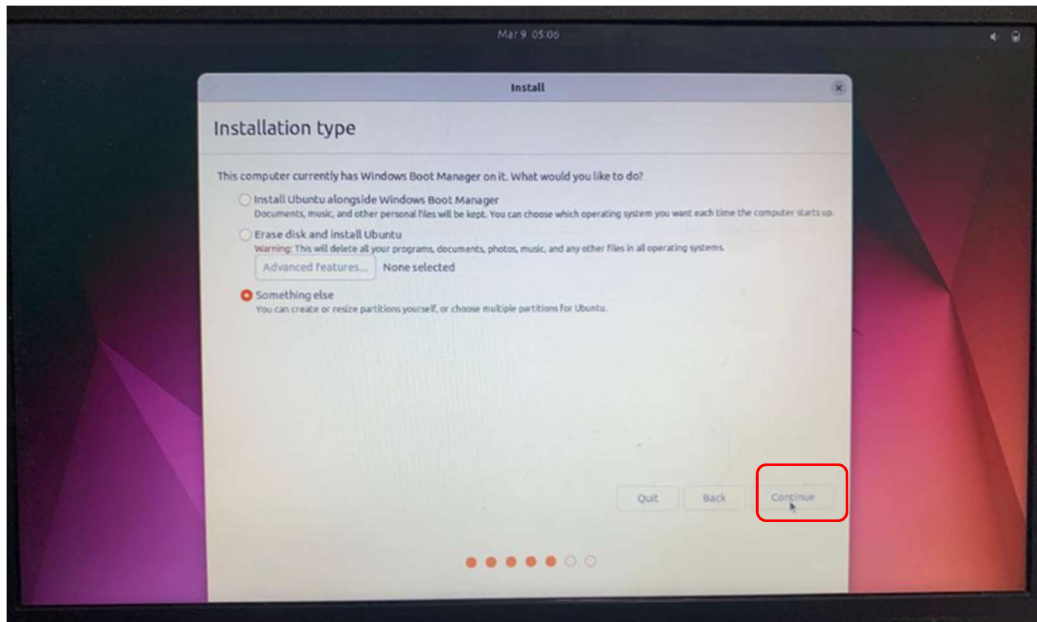 Mar 9 05:06
Install
Installation type
This computer currently has Windows Boot Manager on it. What would you like to do?
Install Ubuntu alongside Windows Boot Manager
Documents, music, and other personal files will be kept. You can choose which operating system you want each time the computer starts up.
Erase disk and install Ubuntu
Warning: This will delete all your programs, documents, photos, music, and any other files in all operating systems.
Advanced features... None selected
Something else
You can create or resize partitions yourself, or choose multiple partitions for Ubuntu.
Quit Back Continue